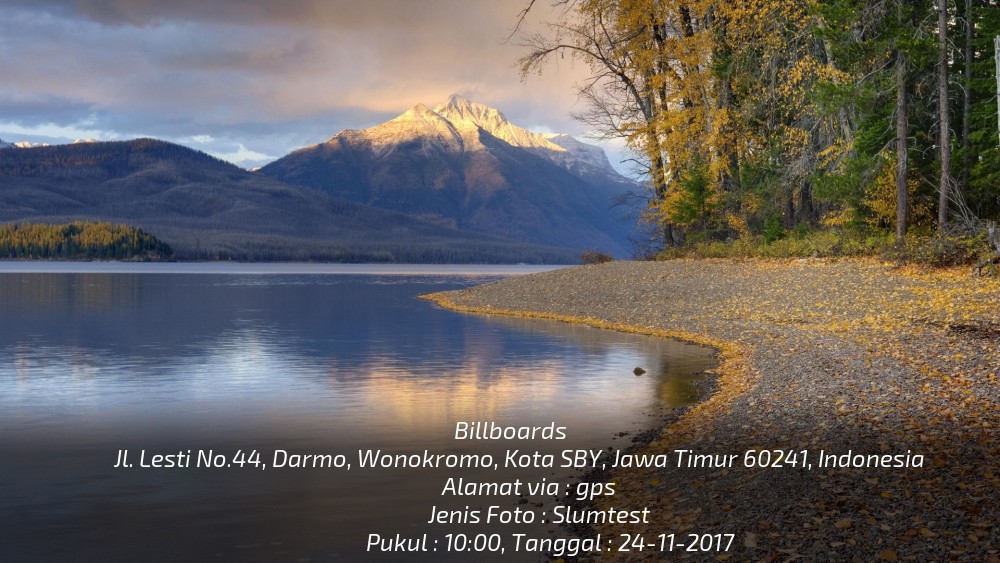 Billboards
Jl. Lesti No.44, Darmo, Wonokromo, Kota SBY, Jawa Timur 60241, Indonesia
Alamat via : gps
Jenis Foto : Slumtest
Pukul : 10:00, Tanggal : 24-11-2017